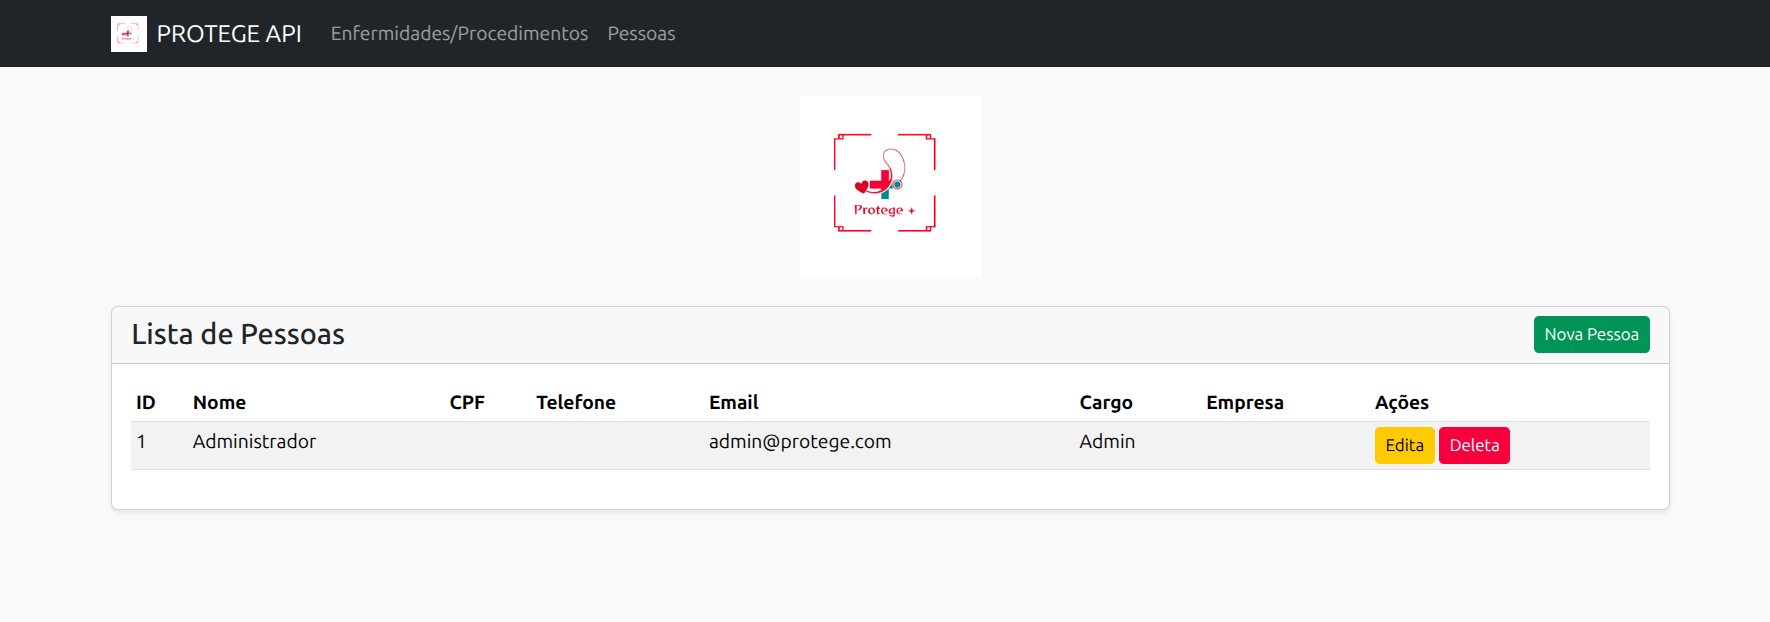 PROTEGE API Enfermidades/Procedimentos Pessoas
Protege +
Lista de Pessoas Nova Pessoa
ID Nome CPF Telefone Email Cargo Empresa Ações
1 Administrador admin@protege.com Admin Edita Deleta